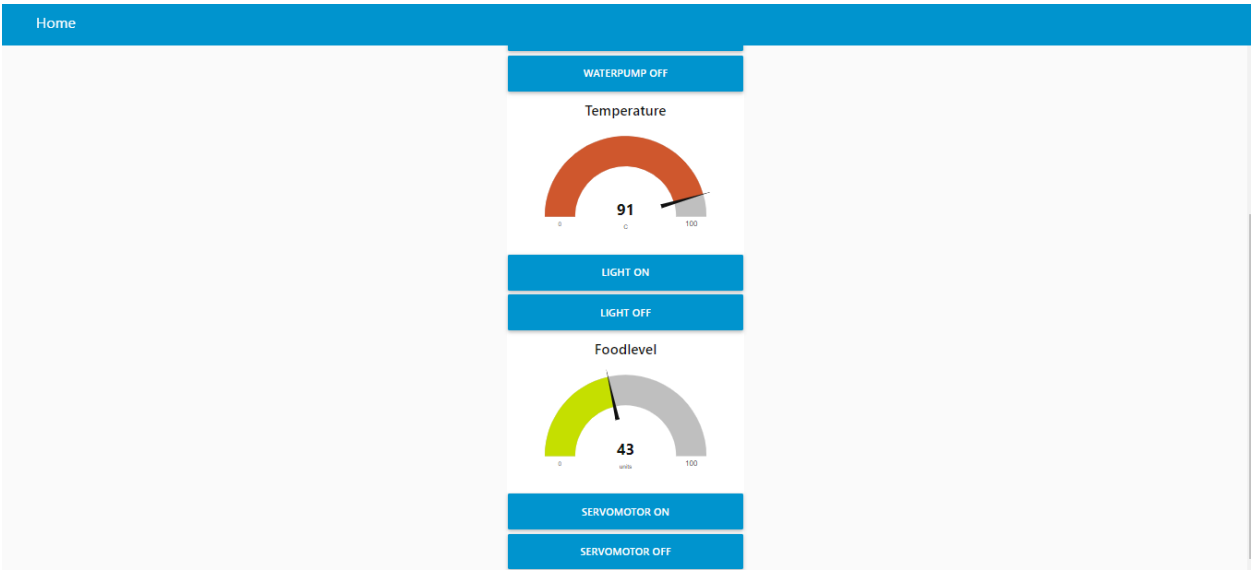 Home
WATERPUMP OFF
Temperature
91
C
0
100
LIGHT ON
LIGHT OFF
Foodlevel
43
units
0
100
SERVOMOTOR ON
SERVOMOTOR OFF